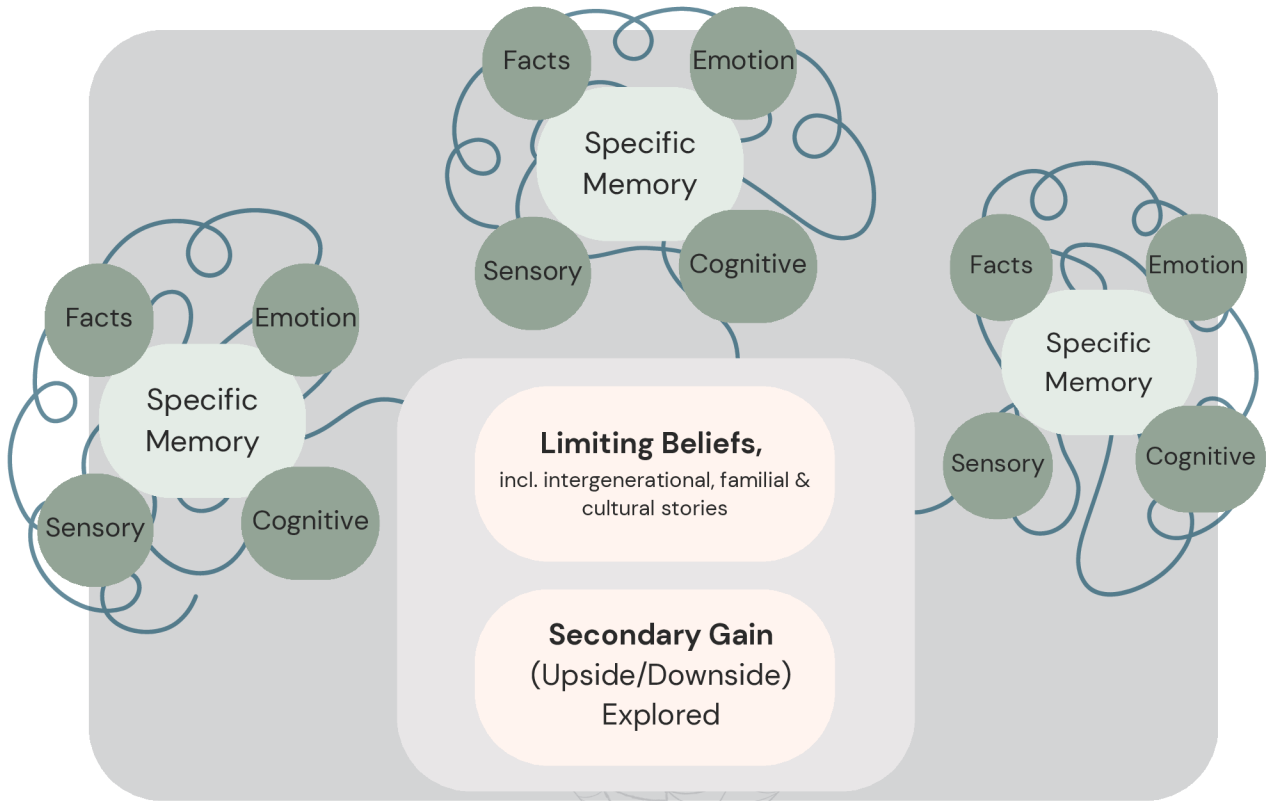 Facts
Emotion
Specific
Memory
Sensory
Cognitive
Facts
Emotion
Specific
Memory
Sensory
Cognitive
Facts
Emotion
Specific
Memory
Sensory
Cognitive
Limiting Beliefs,
incl. intergenerational, familial &
cultural stories
Secondary Gain
(Upside/Downside)
Explored